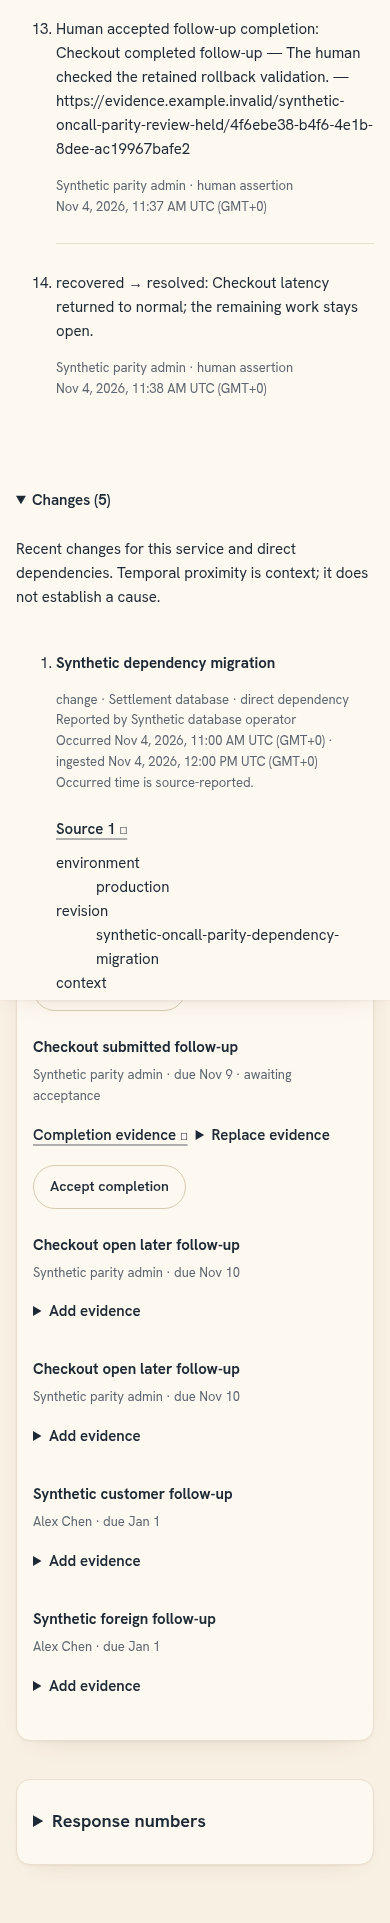 13. Human accepted follow-up completion:
Checkout completed follow-up — The human
checked the retained rollback validation. —
https://evidence.example.invalid/synthetic-
oncall-parity-review-held/4f6ebe38-b4f6-4e1b-
8dee-ac19967bafe2
Synthetic parity admin · human assertion
Nov 4, 2026, 11:37 AM UTC (GMT+0)
14. recovered → resolved: Checkout latency
returned to normal; the remaining work stays
open.
Synthetic parity admin · human assertion
Nov 4, 2026, 11:38 AM UTC (GMT+0)
▼ Changes (5)
Recent changes for this service and direct
dependencies. Temporal proximity is context; it does
not establish a cause.
1. Synthetic dependency migration
change · Settlement database · direct dependency
Reported by Synthetic database operator
Occurred Nov 4, 2026, 11:00 AM UTC (GMT+0) ·
ingested Nov 4, 2026, 12:00 PM UTC (GMT+0)
Occurred time is source-reported.
Source 1
environment
production
revision
synthetic-oncall-parity-dependency-
migration
context
Checkout submitted follow-up
Synthetic parity admin · due Nov 9 · awaiting
acceptance
Completion evidence ▶ Replace evidence
Accept completion
Checkout open later follow-up
Synthetic parity admin · due Nov 10
▶ Add evidence
Checkout open later follow-up
Synthetic parity admin · due Nov 10
▶ Add evidence
Synthetic customer follow-up
Alex Chen · due Jan 1
▶ Add evidence
Synthetic foreign follow-up
Alex Chen · due Jan 1
▶ Add evidence
▶ Response numbers